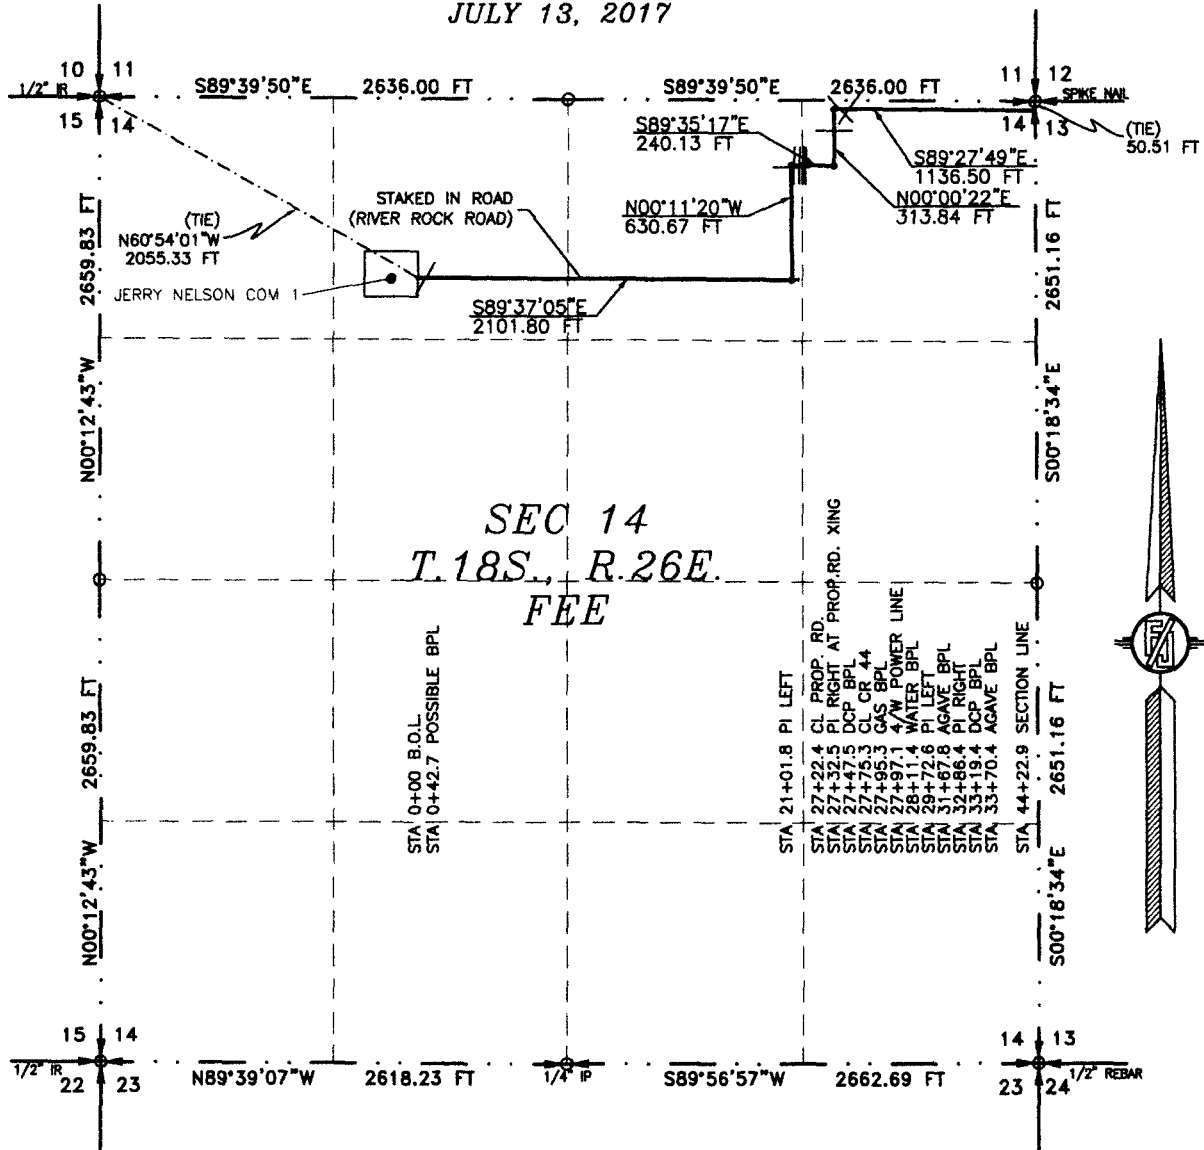 JULY 13, 2017
10 11
1/2" IR
15 14
S89°39'50"E 2636.00 FT
S89°39'50"E 2636.00 FT
11 12
SPIKE NAIL
14 13
(TIE)
50.51 FT
S89°35'17"E
240.13 FT
S89°27'49"E
1136.50 FT
N00°00'22"E
313.84 FT
N00°11'20"W
630.67 FT
STAKED IN ROAD
(RIVER ROCK ROAD)
(TIE)
N60°54'01"W
2055.33 FT
JERRY NELSON COM 1
S89°37'05"E
2101.80 FT
N00°12'43"W 2659.83 FT
S00°18'34"E 2651.16 FT
SEC 14
T.18S., R.26E.
FEE
STA 0+00 B.O.L.
STA 0+42.7 POSSIBLE BPL
STA 21+01.8 PI LEFT
STA 27+22.4 CL PROP. RD.
STA 27+32.5 PI RIGHT AT PROP.RD. XING
STA 27+47.5 DCP BPL
STA 27+75.3 CL CR 44
STA 27+95.3 GAS BPL
STA 27+97.1 4/W POWER LINE
STA 28+11.4 WATER BPL
STA 29+72.6 PI LEFT
STA 31+67.8 AGAVE BPL
STA 32+86.4 PI RIGHT
STA 33+19.4 DCP BPL
STA 33+70.4 AGAVE BPL
STA 44+22.9 SECTION LINE
N00°12'43"W 2659.83 FT
S00°18'34"E 2651.16 FT
15 14
1/2" IR
22 23
N89°39'07"W 2618.23 FT
1/4" IP
S89°56'57"W 2662.69 FT
14 13
23 24
1/2" REBAR